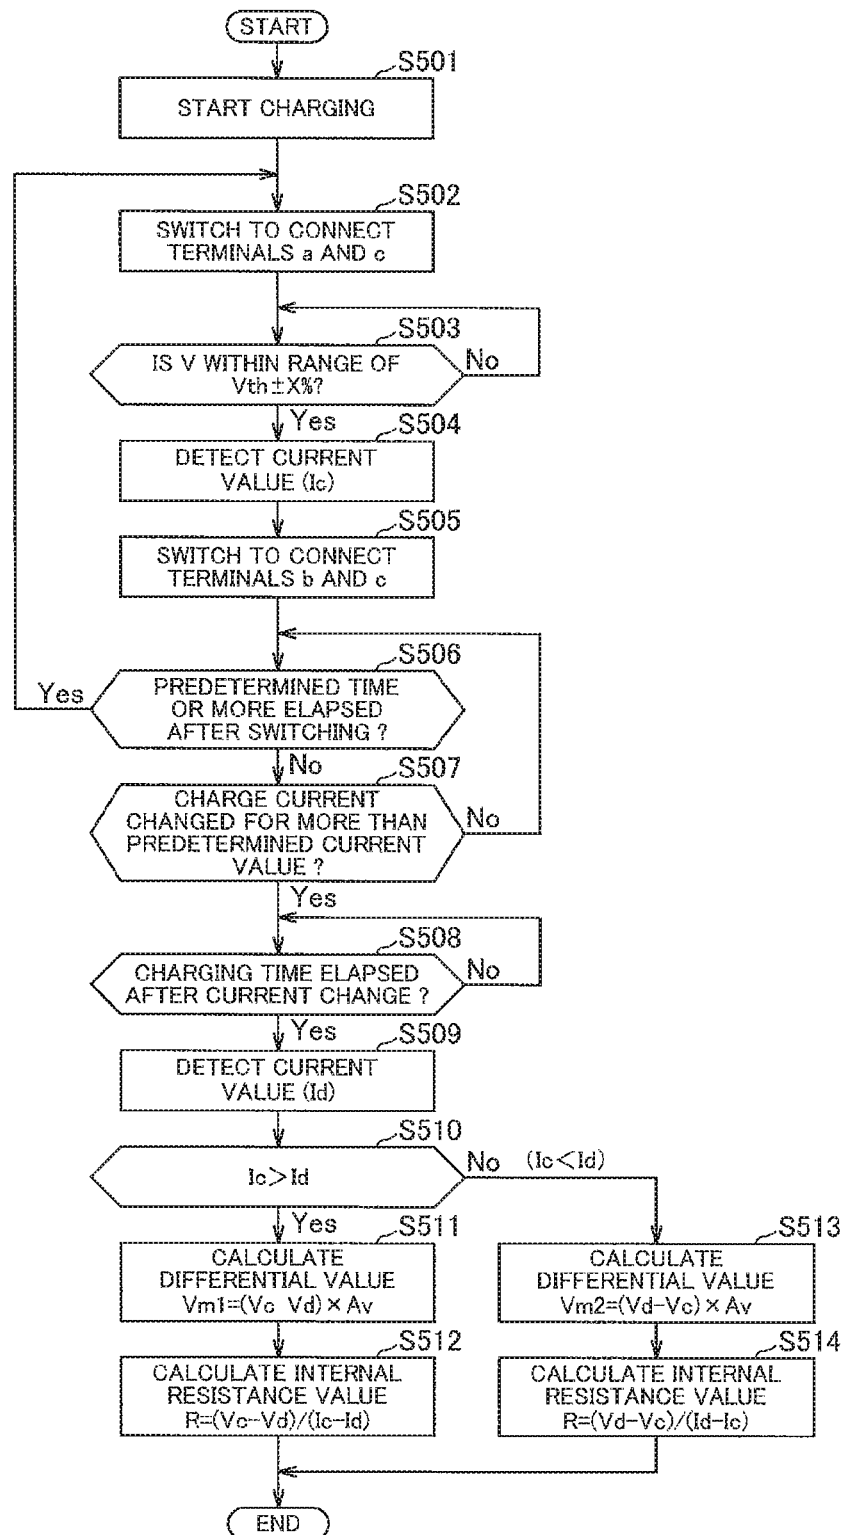 START
S501
START CHARGING
S502
SWITCH TO CONNECT
TERMINALS a AND c
S503
IS V WITHIN RANGE OF
Vth±X%?
No
Yes
S504
DETECT CURRENT
VALUE (Ic)
S505
SWITCH TO CONNECT
TERMINALS b AND c
S506
Yes
PREDETERMINED TIME
OR MORE ELAPSED
AFTER SWITCHING ?
No
S507
CHARGE CURRENT
CHANGED FOR MORE THAN
PREDETERMINED CURRENT
VALUE ?
No
Yes
S508
CHARGING TIME ELAPSED
AFTER CURRENT CHANGE ?
No
Yes
S509
DETECT CURRENT
VALUE (Id)
S510
Ic>Id
No (Ic<Id)
Yes
S511
CALCULATE
DIFFERENTIAL VALUE
Vm1=(Vc Vd)×Av
S512
CALCULATE INTERNAL
RESISTANCE VALUE
R=(Vc-Vd)/(Ic-Id)
S513
CALCULATE
DIFFERENTIAL VALUE
Vm2=(Vd-Vc)×Av
S514
CALCULATE INTERNAL
RESISTANCE VALUE
R=(Vd-Vc)/(Id-Ic)
END